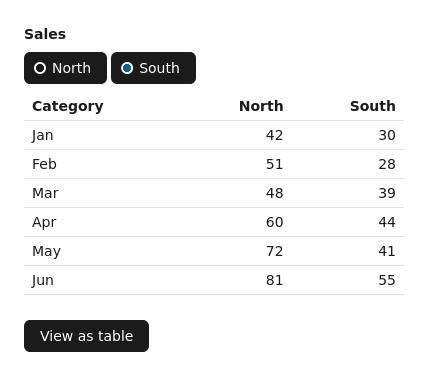 Sales
North South
Category North South
Jan 42 30
Feb 51 28
Mar 48 39
Apr 60 44
May 72 41
Jun 81 55
View as table